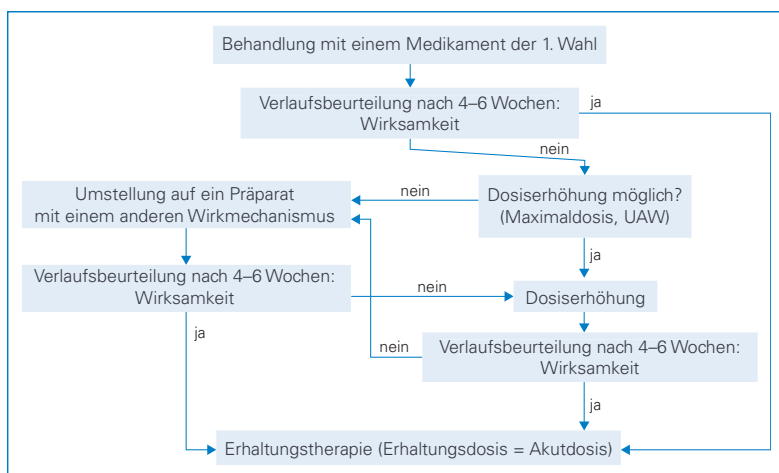 Behandlung mit einem Medikament der 1. Wahl
Verlaufsbeurteilung nach 4–6 Wochen:
Wirksamkeit
ja
nein
Umstellung auf ein Präparat
mit einem anderen Wirkmechanismus
nein
Dosiserhöhung möglich?
(Maximaldosis, UAW)
ja
Verlaufsbeurteilung nach 4–6 Wochen:
Wirksamkeit
nein
Dosiserhöhung
ja
nein
Verlaufsbeurteilung nach 4–6 Wochen:
Wirksamkeit
ja
Erhaltungstherapie (Erhaltungsdosis = Akutdosis)